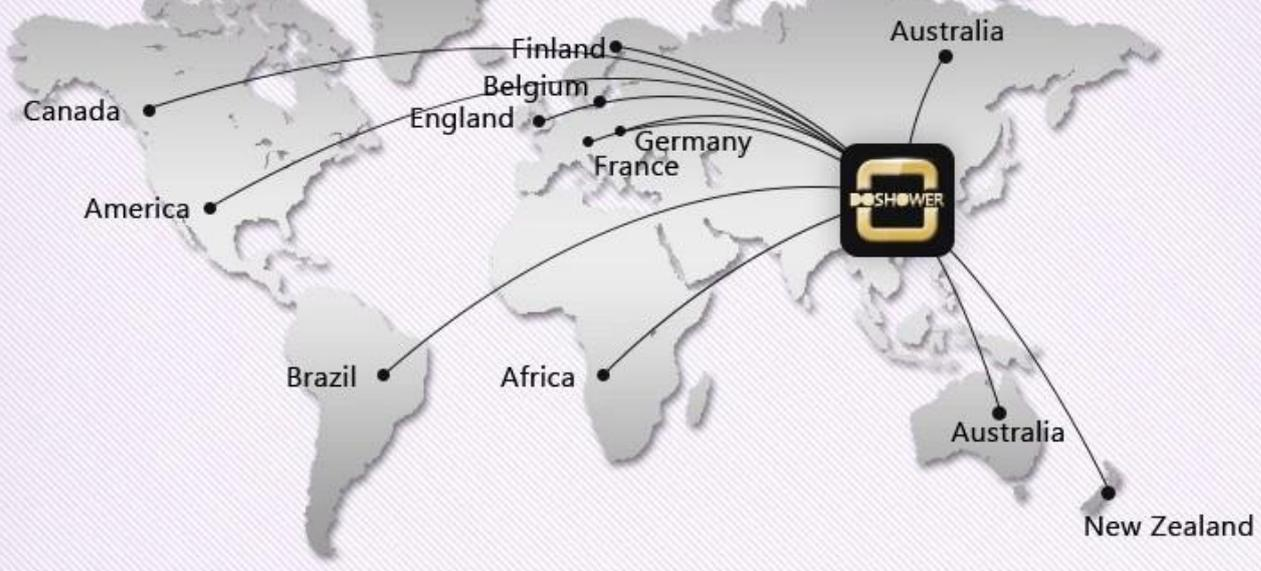 Australia
Finland
Belgium
Canada
England
Germany
France
DOSHOWER
America
Brazil
Africa
Australia
New Zealand